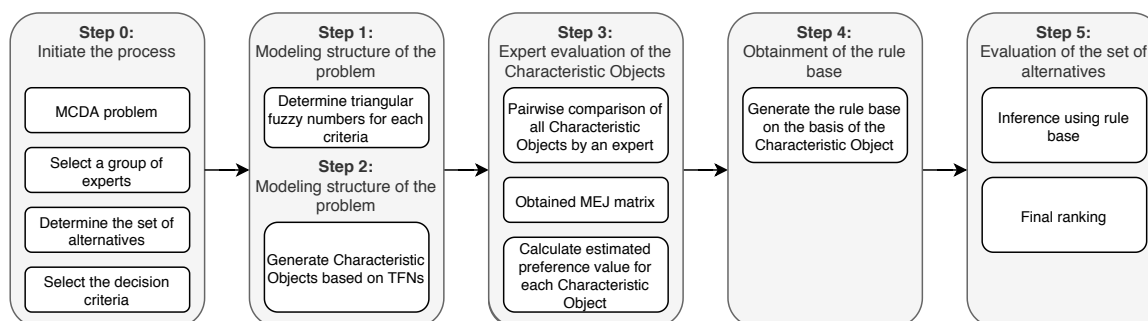 Step 0:
Initiate the process
MCDA problem
Select a group of
experts
Determine the set of
alternatives
Select the decision
criteria
Step 1:
Modeling structure of the
problem
Determine triangular
fuzzy numbers for each
criteria
Step 2:
Modeling structure of the
problem
Generate Characteristic
Objects based on TFNs
Step 3:
Expert evaluation of the
Characteristic Objects
Pairwise comparison of
all Characteristic
Objects by an expert
Obtained MEJ matrix
Calculate estimated
preference value for
each Characteristic
Object
Step 4:
Obtainment of the rule
base
Generate the rule base
on the basis of the
Characteristic Object
Step 5:
Evaluation of the set of
alternatives
Inference using rule
base
Final ranking